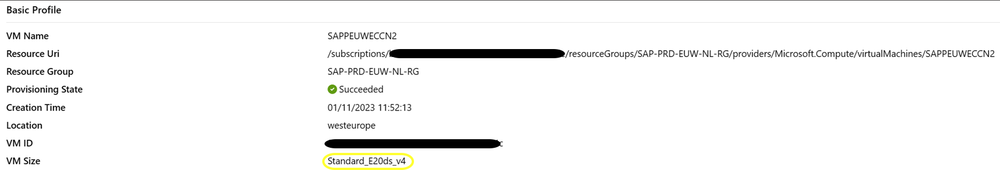 Basic Profile
VM Name SAPPEUWECCN2
Resource Uri /subscriptions/ /resourceGroups/SAP-PRD-EUW-NL-RG/providers/Microsoft.Compute/virtualMachines/SAPPEUWECCN2
Resource Group SAP-PRD-EUW-NL-RG
Provisioning State Succeeded
Creation Time 01/11/2023 11:52:13
Location westeurope
VM ID
VM Size Standard_E20ds_v4